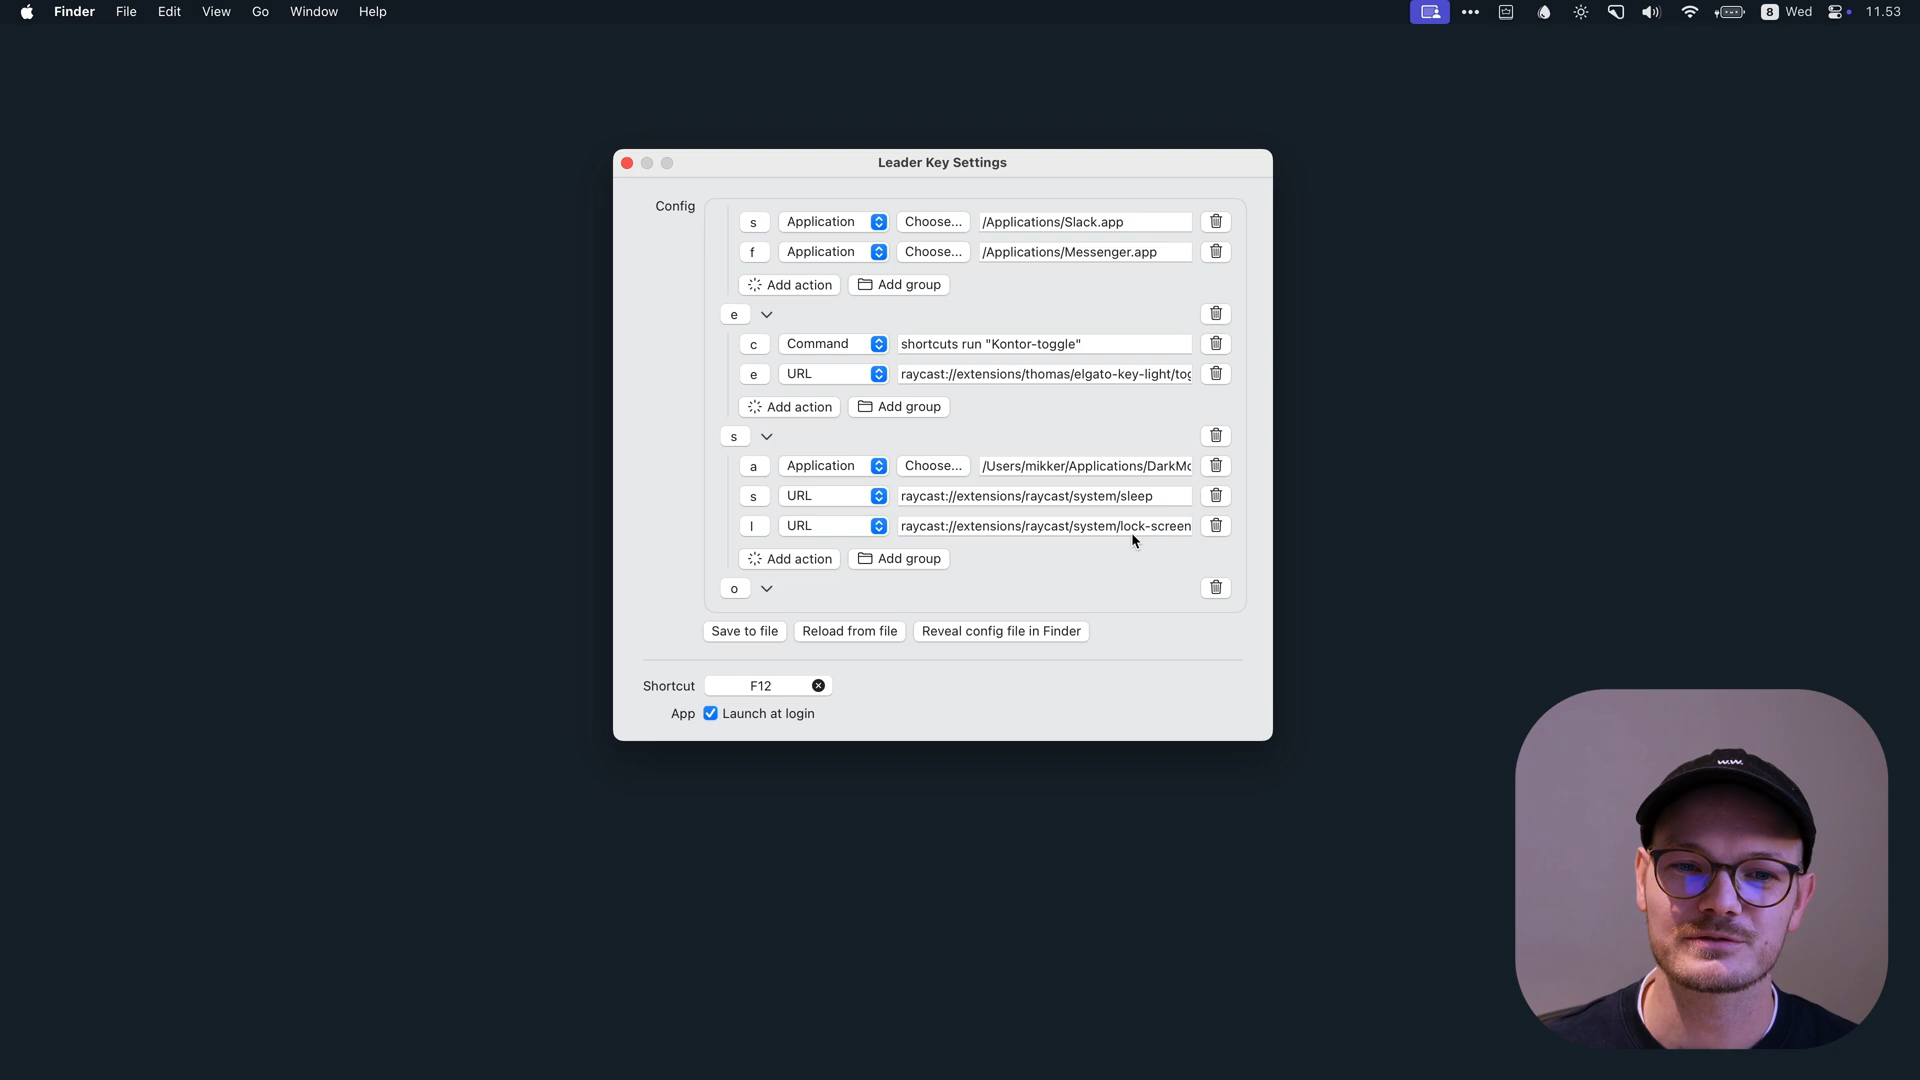 Finder File Edit View Go Window Help 8 Wed 11.53
Leader Key Settings
Config
s Application Choose... /Applications/Slack.app
f Application Choose... /Applications/Messenger.app
Add action Add group
e
c Command shortcuts run "Kontor-toggle"
e URL raycast://extensions/thomas/elgato-key-light/tog
Add action Add group
s
a Application Choose... /Users/mikker/Applications/DarkMo
s URL raycast://extensions/raycast/system/sleep
l URL raycast://extensions/raycast/system/lock-screen
Add action Add group
o
Save to file Reload from file Reveal config file in Finder
Shortcut F12
App Launch at login
w.w.